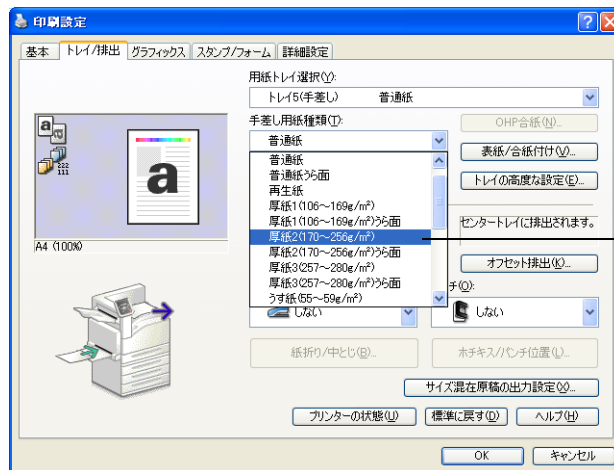 印刷設定
基本 トレイ/排出 グラフィックス スタンプ/フォーム 詳細設定
用紙トレイ選択(Y):
トレイ5(手差し) 普通紙
手差し用紙種類(T):
普通紙
普通紙
普通紙うら面
再生紙
厚紙1(106～169g/m²)
厚紙1(106～169g/m²)うら面
厚紙2(170～256g/m²)
厚紙2(170～256g/m²)うら面
厚紙3(257～280g/m²)
厚紙3(257～280g/m²)うら面
うす紙(55～59g/m²)
OHP合紙(N)...
表紙/合紙付け(V)...
トレイの高度な設定(E)...
センタートレイに排出されます。
オフセット排出(K)...
チ(O):
しない
しない
a
a
222
111
a
A4 (100%)
紙折り/中とじ(B)...
ホチキス/パンチ位置(L)...
サイズ混在原稿の出力設定(X)...
プリンターの状態(U) 標準に戻す(D) ヘルプ(H)
OK キャンセル